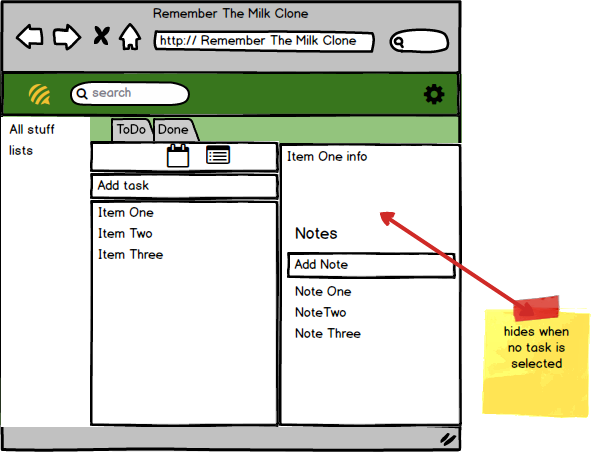 Remember The Milk Clone
http:// Remember The Milk Clone
search
All stuff
lists
ToDo
Done
Add task
Item One
Item Two
Item Three
Item One info
Notes
Add Note
Note One
NoteTwo
Note Three
hides when
no task is
selected